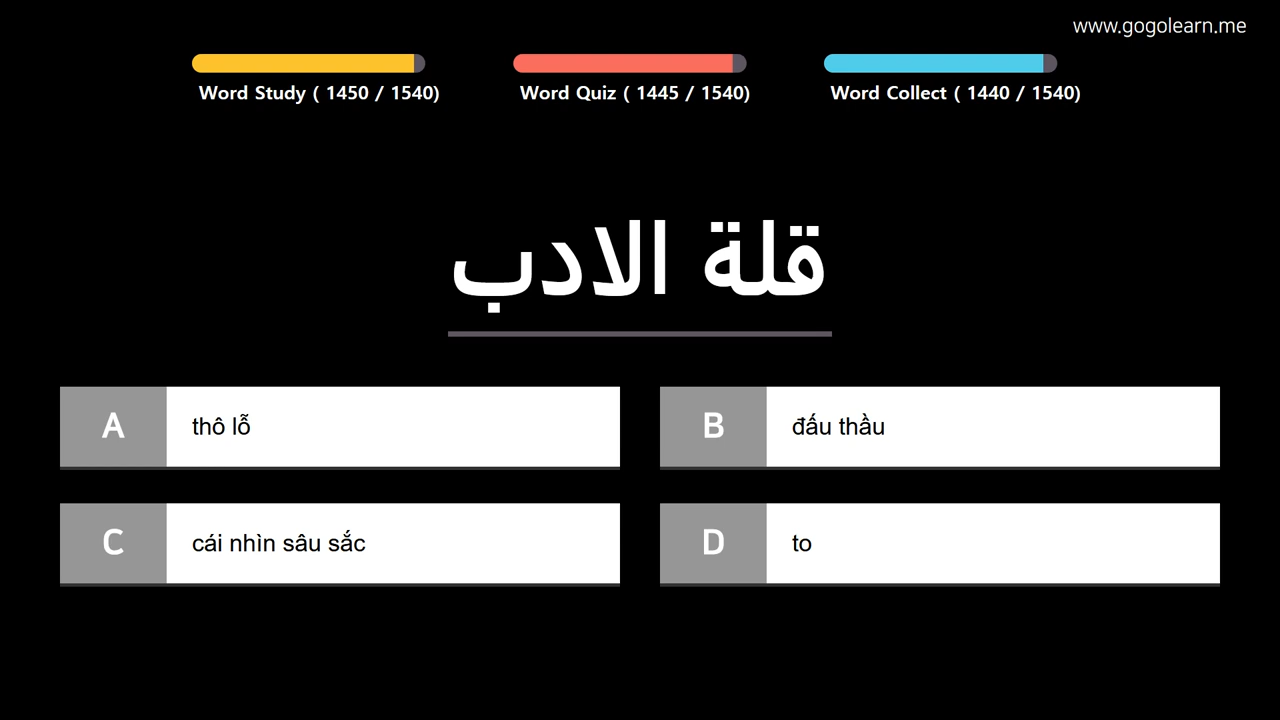 www.gogolearn.me
Word Study ( 1450 / 1540)
Word Quiz ( 1445 / 1540)
Word Collect ( 1440 / 1540)
قلة الادب
A
thô lỗ
B
đấu thầu
C
cái nhìn sâu sắc
D
to